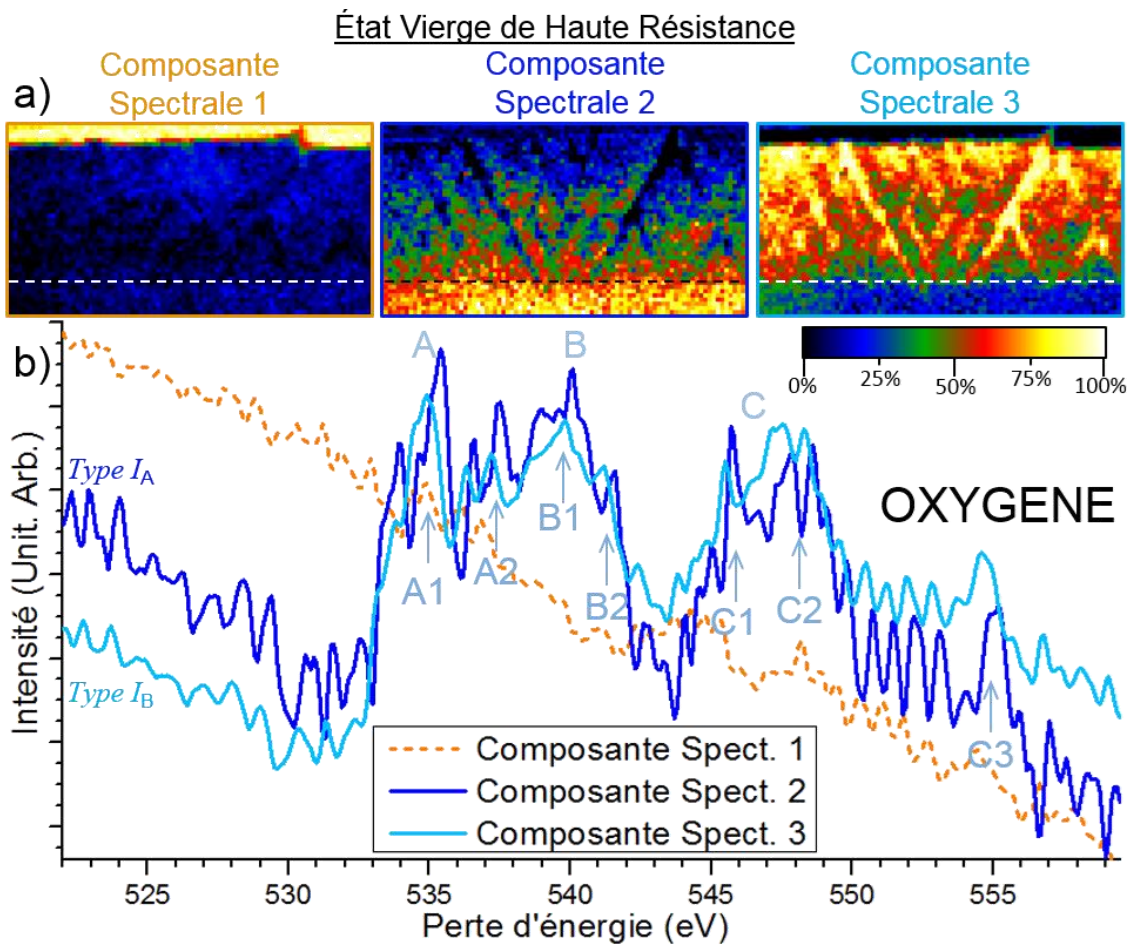 État Vierge de Haute Résistance
Composante
Spectrale 1
Composante
Spectrale 2
Composante
Spectrale 3
a)
0% 25% 50% 75% 100%
b)
A
B
C
Type IA
Type IB
A1
A2
B1
B2
C1
C2
C3
OXYGENE
Composante Spect. 1
Composante Spect. 2
Composante Spect. 3
Intensité (Unit. Arb.)
525 530 535 540 545 550 555
Perte d'énergie (eV)